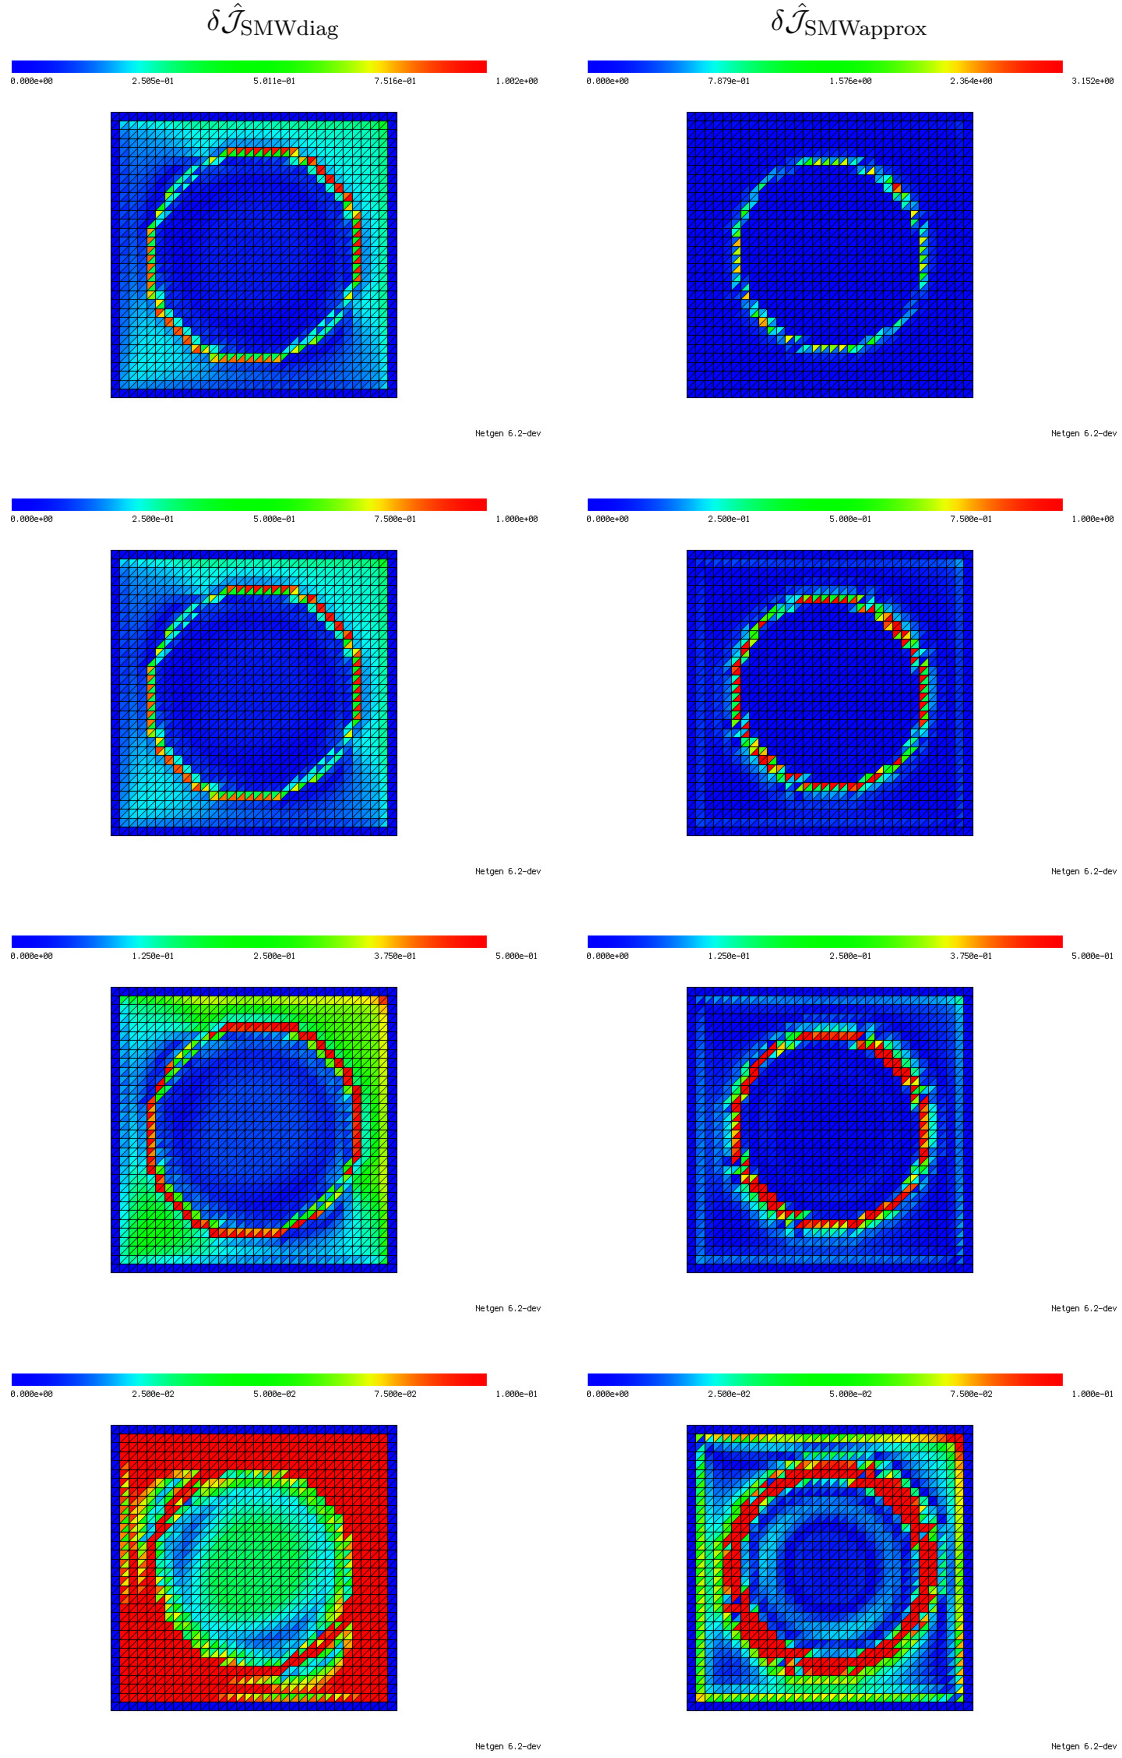 δĴ_SMWdiag δĴ_SMWapprox
0.000e+00 2.505e-01 5.011e-01 7.516e-01 1.002e+00 0.000e+00 7.879e-01 1.576e+00 2.364e+00 3.152e+00
Netgen 6.2-dev Netgen 6.2-dev
0.000e+00 2.500e-01 5.000e-01 7.500e-01 1.000e+00 0.000e+00 2.500e-01 5.000e-01 7.500e-01 1.000e+00
Netgen 6.2-dev Netgen 6.2-dev
0.000e+00 1.250e-01 2.500e-01 3.750e-01 5.000e-01 0.000e+00 1.250e-01 2.500e-01 3.750e-01 5.000e-01
Netgen 6.2-dev Netgen 6.2-dev
0.000e+00 2.500e-02 5.000e-02 7.500e-02 1.000e-01 0.000e+00 2.500e-02 5.000e-02 7.500e-02 1.000e-01
Netgen 6.2-dev Netgen 6.2-dev